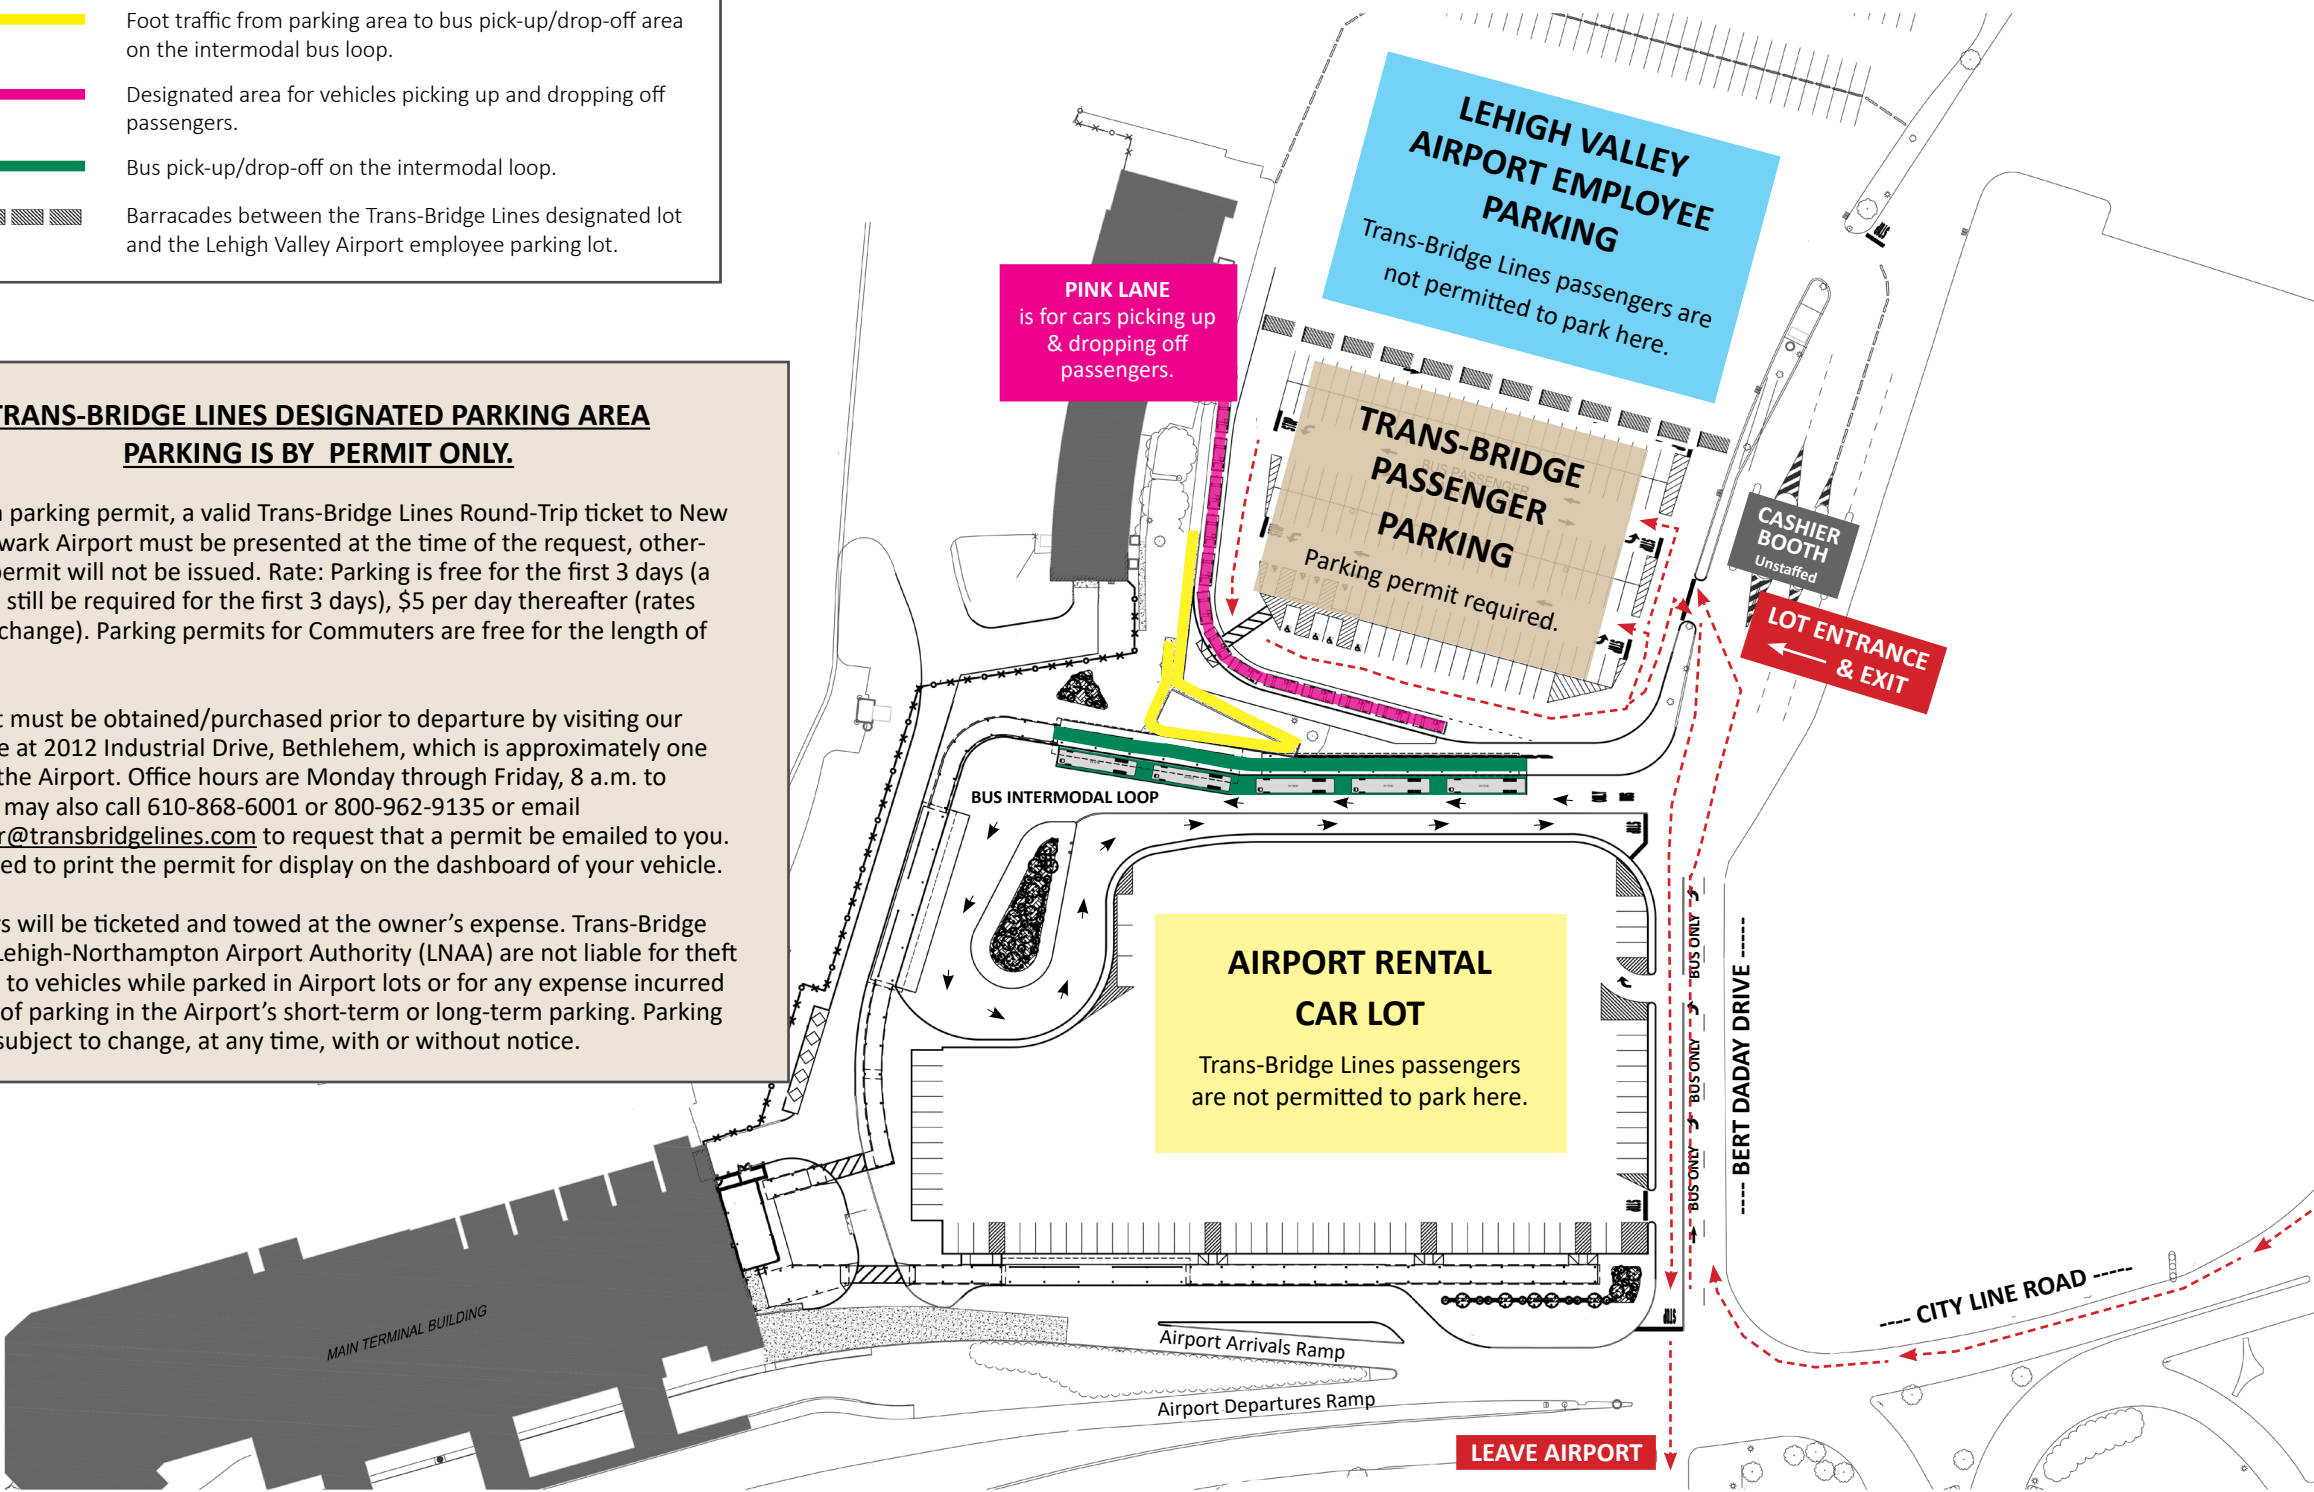 Foot traffic from parking area to bus pick-up/drop-off area
on the intermodal bus loop.
Designated area for vehicles picking up and dropping off
passengers.
Bus pick-up/drop-off on the intermodal loop.
Barracades between the Trans-Bridge Lines designated lot
and the Lehigh Valley Airport employee parking lot.
TRANS-BRIDGE LINES DESIGNATED PARKING AREA
PARKING IS BY PERMIT ONLY.
parking permit, a valid Trans-Bridge Lines Round-Trip ticket to New
wark Airport must be presented at the time of the request, other-
permit will not be issued. Rate: Parking is free for the first 3 days (a
still be required for the first 3 days), $5 per day thereafter (rates
change). Parking permits for Commuters are free for the length of
t must be obtained/purchased prior to departure by visiting our
e at 2012 Industrial Drive, Bethlehem, which is approximately one
the Airport. Office hours are Monday through Friday, 8 a.m. to
may also call 610-868-6001 or 800-962-9135 or email
r@transbridgelines.com to request that a permit be emailed to you.
ed to print the permit for display on the dashboard of your vehicle.
rs will be ticketed and towed at the owner's expense. Trans-Bridge
Lehigh-Northampton Airport Authority (LNAA) are not liable for theft
to vehicles while parked in Airport lots or for any expense incurred
of parking in the Airport's short-term or long-term parking. Parking
subject to change, at any time, with or without notice.
LEHIGH VALLEY
AIRPORT EMPLOYEE
PARKING
Trans-Bridge Lines passengers are
not permitted to park here.
PINK LANE
is for cars picking up
& dropping off
passengers.
TRANS-BRIDGE
BUS PASSENGER
PASSENGER
PARKING
Parking permit required.
CASHIER
BOOTH
Unstaffed
LOT ENTRANCE
& EXIT
BUS INTERMODAL LOOP
AIRPORT RENTAL
CAR LOT
Trans-Bridge Lines passengers
are not permitted to park here.
BUS ONLY
BUS ONLY
BUS ONLY
----- BERT DADAY DRIVE -----
---- CITY LINE ROAD -----
MAIN TERMINAL BUILDING
Airport Arrivals Ramp
Airport Departures Ramp
LEAVE AIRPORT